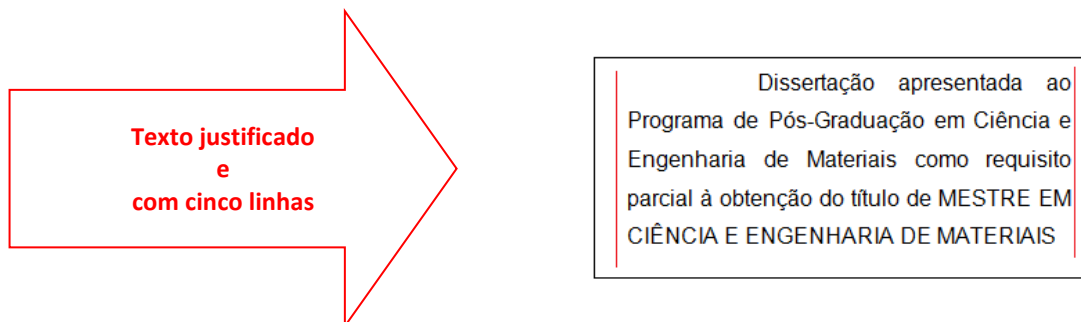 Texto justificado
e
com cinco linhas
Dissertação apresentada ao
Programa de Pós-Graduação em Ciência e
Engenharia de Materiais como requisito
parcial à obtenção do título de MESTRE EM
CIÊNCIA E ENGENHARIA DE MATERIAIS